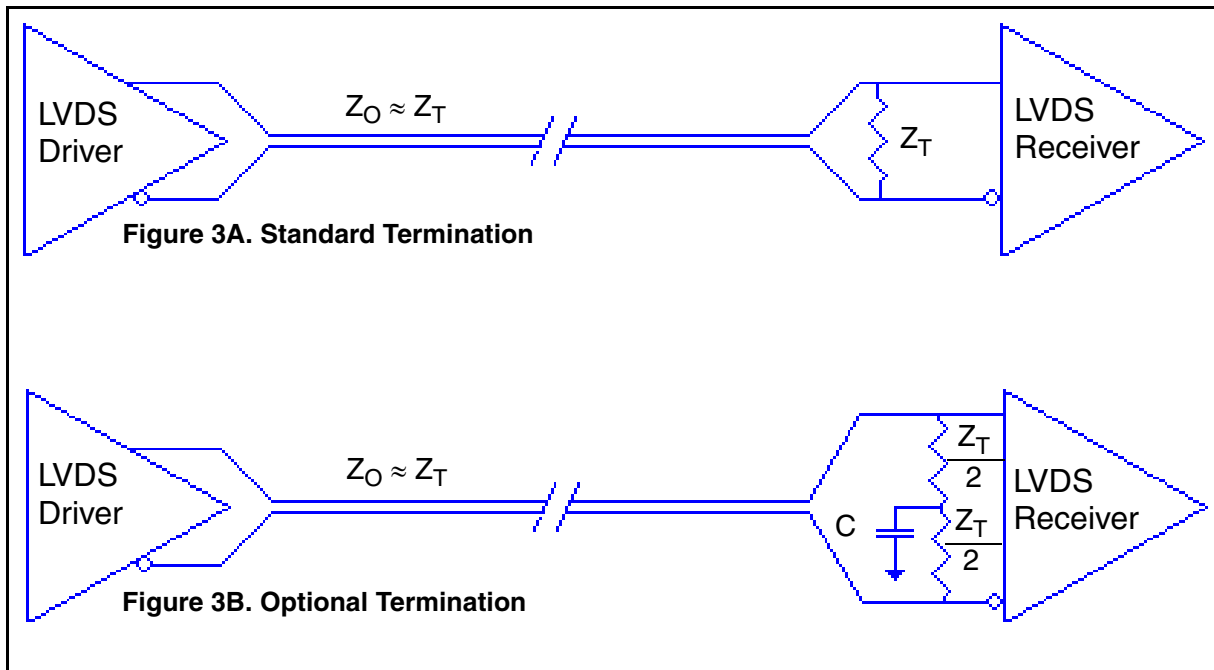 LVDS
Driver
Z_O ≈ Z_T
Z_T
LVDS
Receiver
Figure 3A. Standard Termination
LVDS
Driver
Z_O ≈ Z_T
C
Z_T
2
Z_T
2
LVDS
Receiver
Figure 3B. Optional Termination